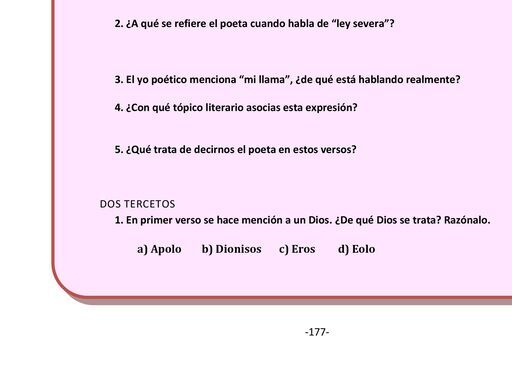 2. ¿A qué se refiere el poeta cuando habla de “ley severa”?
3. El yo poético menciona “mi llama”, ¿de qué está hablando realmente?
4. ¿Con qué tópico literario asocias esta expresión?
5. ¿Qué trata de decirnos el poeta en estos versos?
DOS TERCETOS
1. En primer verso se hace mención a un Dios. ¿De qué Dios se trata? Razónalo.
a) Apolo b) Dionisos c) Eros d) Eolo
-177-